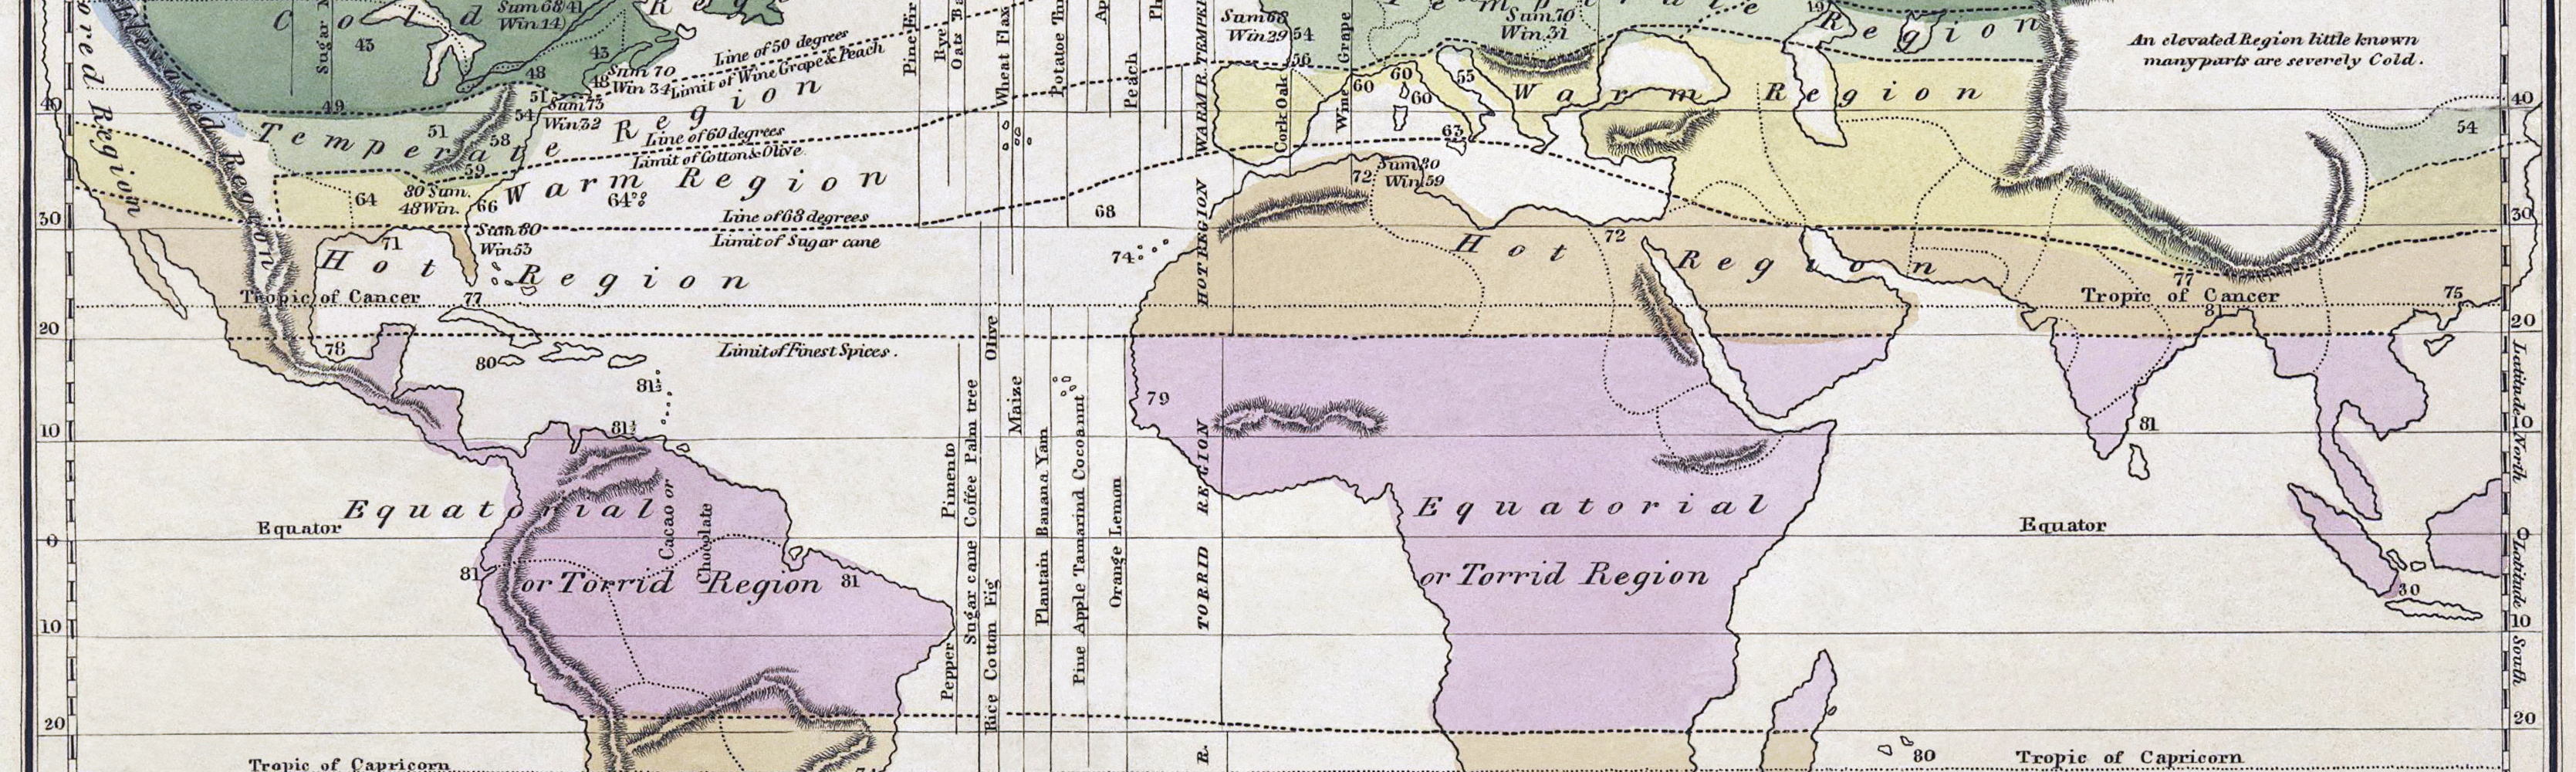 C o l d R e g
Sum 68
Win 14
43
43
48
48
49
51
54
51
58
59
Sugar
Elevated Region
Region
T e m p e r a t e R e g i o n
Sum 70
Win 34
Sum 73
Win 32
Line of 50 degrees
Limit of Wine Grape & Peach
Line of 60 degrees
Limit of Cotton & Olive
W a r m R e g i o n
64
80 Sum.
48 Win.
66
64
Line of 68 degrees
Limit of Sugar cane
Sum 80
Win 53
71
H o t R e g i o n
Tropic of Cancer
77
78
80
81½
81½
Limit of Finest Spices.
Equatorial
Equator
or Torrid Region
Cacao or
Chocolate
81
81
Tropic of Capricorn
40
30
20
10
0
10
20
Pine Fir
Rye
Oats
Wheat Flax
Potatoe
Peach
Olive
Maize
Pimento
Pepper
Sugar cane Coffee Palm tree
Rice Cotton Fig
Plantain Banana Yam
Pine Apple Tamarind Cocoanut
Orange Lemon
68
74
WARM R.
HOT REGION
TORRID REGION
R.
Sum 68
Win 29
54
56
Grape
Wine
Cork Oak
Sum 70
Win 31
T e m p e r a t e R e g i o n
19
60
60
60
55
63
W a r m R e g i o n
An elevated Region little known
many parts are severely Cold.
54
72
Sum 80
Win 59
72
H o t R e g i o n
77
Tropic of Cancer
81
75
79
81
Equatorial
or Torrid Region
Equator
30
80
Tropic of Capricorn
40
30
20
Latitude North
10
0
Latitude South
10
20